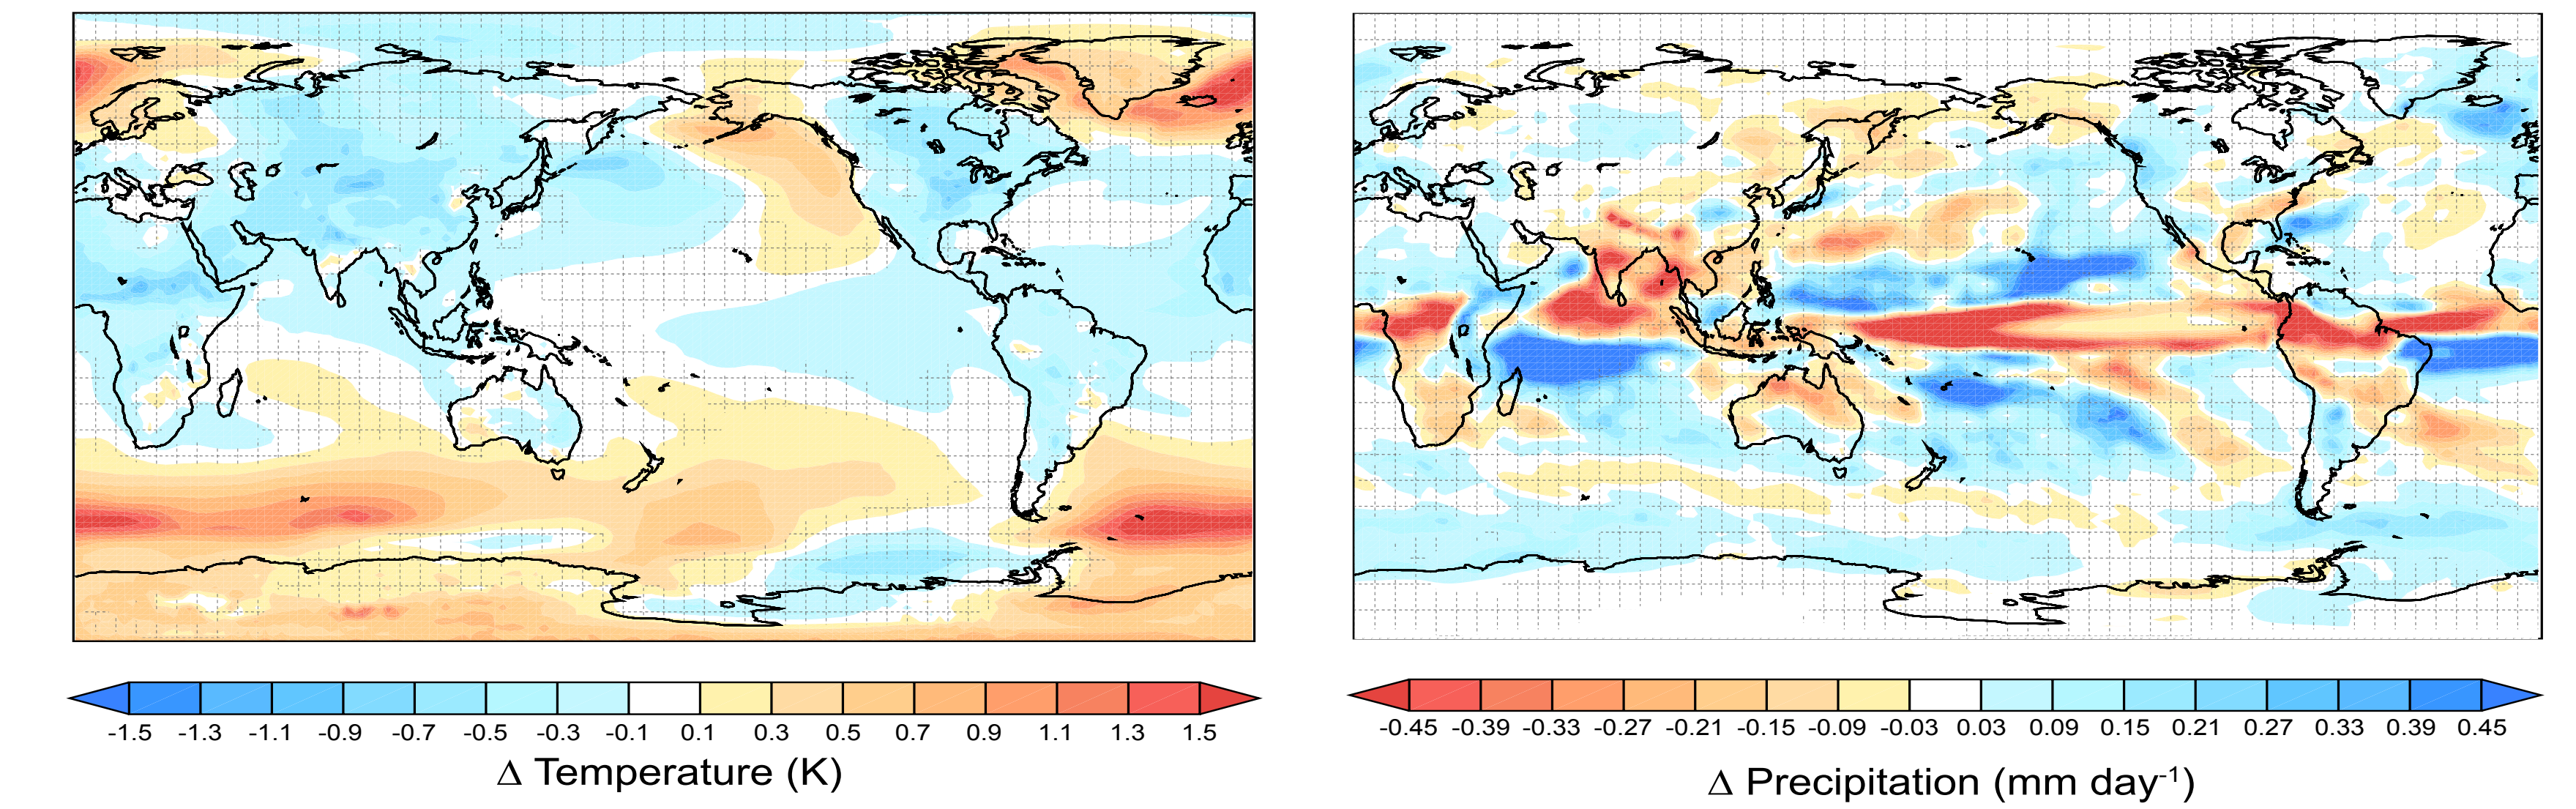 -1.5 -1.3 -1.1 -0.9 -0.7 -0.5 -0.3 -0.1 0.1 0.3 0.5 0.7 0.9 1.1 1.3 1.5
Δ Temperature (K)
-0.45 -0.39 -0.33 -0.27 -0.21 -0.15 -0.09 -0.03 0.03 0.09 0.15 0.21 0.27 0.33 0.39 0.45
Δ Precipitation (mm day⁻¹)